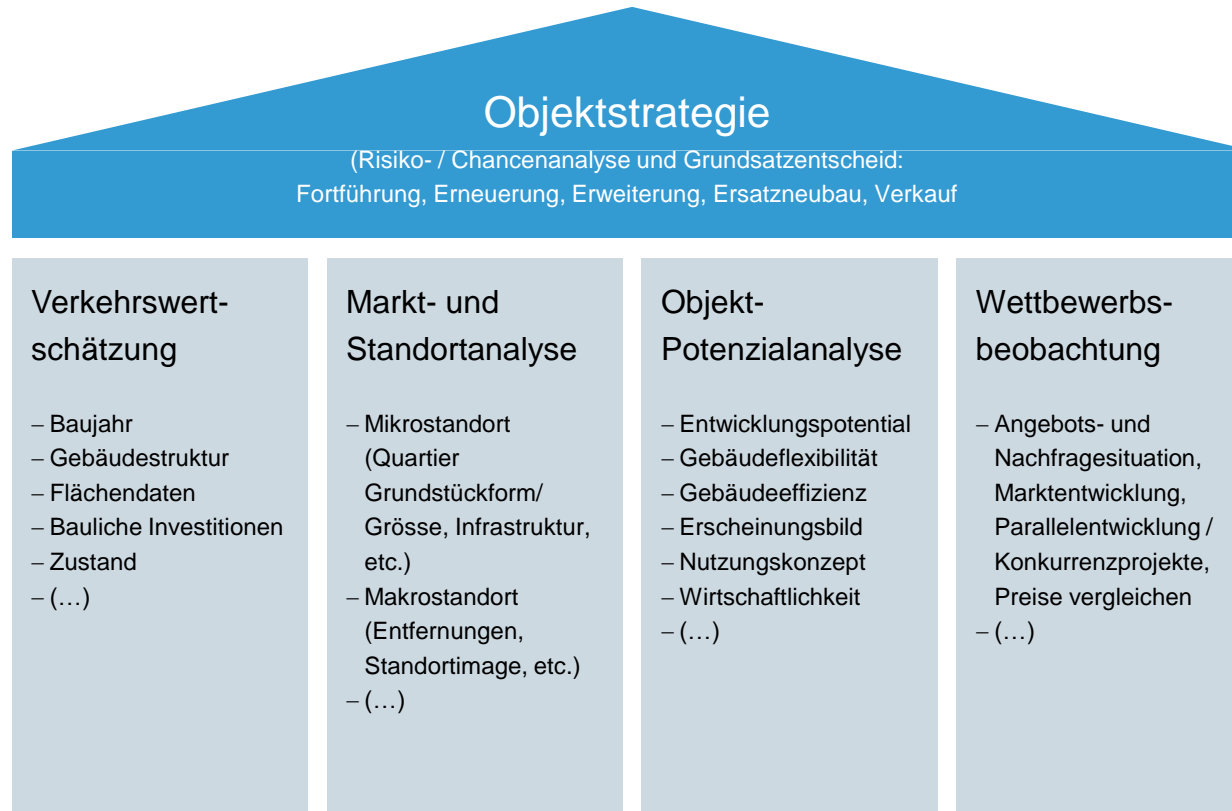 Objektstrategie
(Risiko- / Chancenanalyse und Grundsatzentscheid:
Fortführung, Erneuerung, Erweiterung, Ersatzneubau, Verkauf
Verkehrswert-
schätzung
– Baujahr
– Gebäudestruktur
– Flächendaten
– Bauliche Investitionen
– Zustand
– (…)
Markt- und
Standortanalyse
– Mikrostandort
(Quartier
Grundstückform/
Grösse, Infrastruktur,
etc.)
– Makrostandort
(Entfernungen,
Standortimage, etc.)
– (…)
Objekt-
Potenzialanalyse
– Entwicklungspotential
– Gebäudeflexibilität
– Gebäudeeffizienz
– Erscheinungsbild
– Nutzungskonzept
– Wirtschaftlichkeit
– (…)
Wettbewerbs-
beobachtung
– Angebots- und
Nachfragesituation,
Marktentwicklung,
Parallelentwicklung /
Konkurrenzprojekte,
Preise vergleichen
– (…)